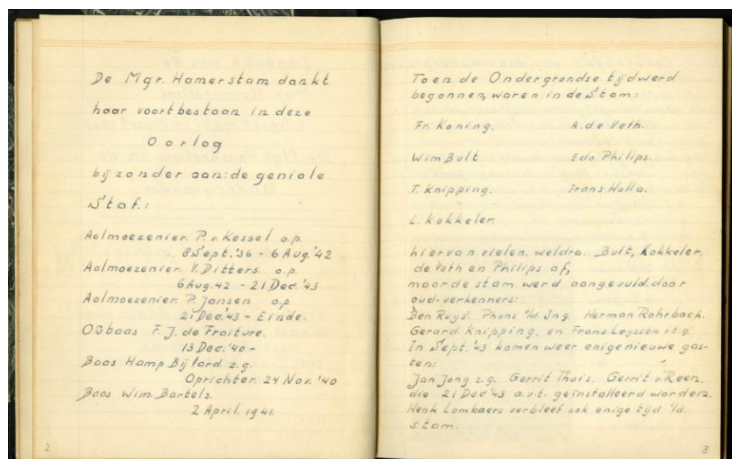 De Mgr. Hamerstam dankt
haar voortbestaan in deze
Oorlog
bijzonder aan: de geniale
Staf:
Aalmoezenier P. v. Kessel o.p.
8 Sept. '36 - 6 Aug. '42
Aalmoezenier V. Ditters. o.p.
6 Aug. 42 - 21 Dec. '43
Aalmoezenier P. Jansen o.p.
21 Dec. '43 - Einde.
OSbaas F. J. de Fraiture.
13 Dec. '40 -
Baas Hamp Bijlard z.g.
Oprichter 24 Nov. '40
Baas Wim Bartels.
2 April 1941.
2
Toen de Ondergrondse tijd werd
begonnen, waren in de Stam:
Fr. Koning. A. de Veth.
Wim Bult Edo Philips.
T. Knipping. Frans Holla.
L. Kokkeler.
hiervan vielen weldra Bult, Kokkeler,
de Veth en Philips af,
maar de stam werd aangevuld door
oud-verkenners:
Ben Ruys. Phons v/d Ing. Herman Rohrbach.
Gerard Knipping, en Frans Leyssen z.g.
In Sept. '43 komen weer enige nieuwe gas-
ten:
Jan Jong z.g. Gerrit Thuis. Gerrit v. Reen.
die 21 Dec '43 a.v.t. geïnstalleerd worden.
Henk Lombaers verbleef ook enige tijd i/d.
stam.
3